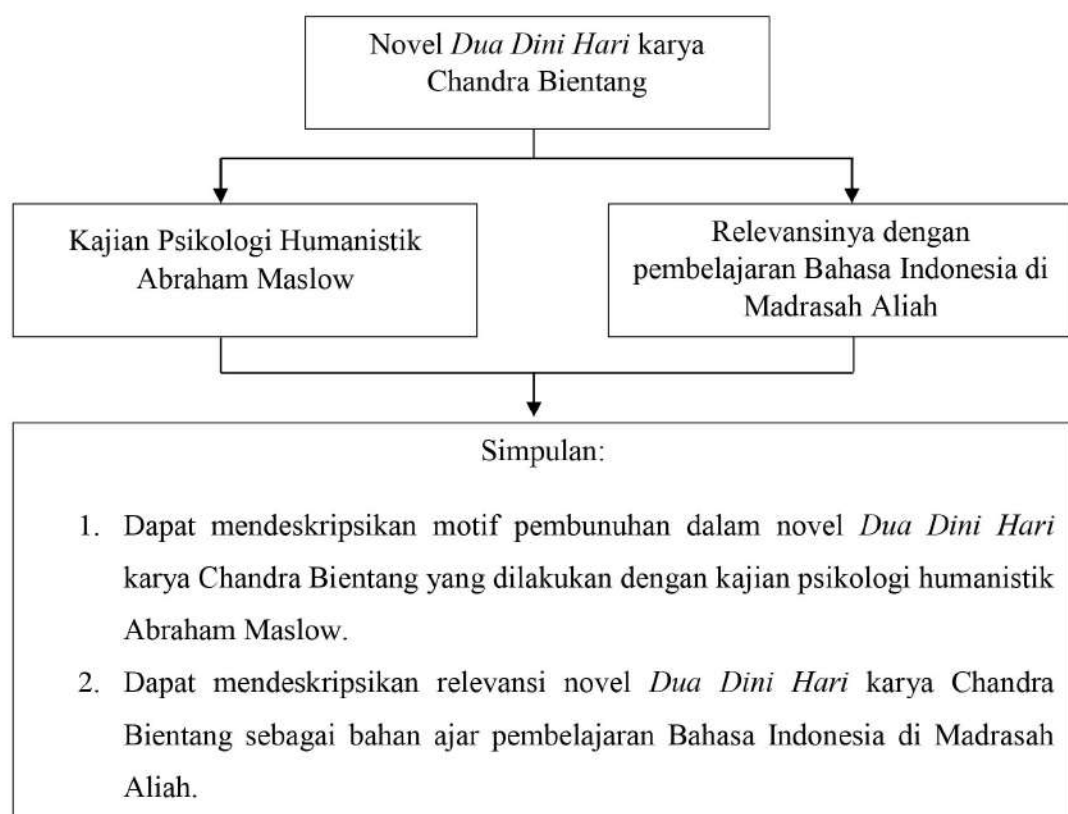 Novel Dua Dini Hari karya
Chandra Bientang
Kajian Psikologi Humanistik
Abraham Maslow
Relevansinya dengan
pembelajaran Bahasa Indonesia di
Madrasah Aliah
Simpulan:
1. Dapat mendeskripsikan motif pembunuhan dalam novel Dua Dini Hari
karya Chandra Bientang yang dilakukan dengan kajian psikologi humanistik
Abraham Maslow.
2. Dapat mendeskripsikan relevansi novel Dua Dini Hari karya Chandra
Bientang sebagai bahan ajar pembelajaran Bahasa Indonesia di Madrasah
Aliah.